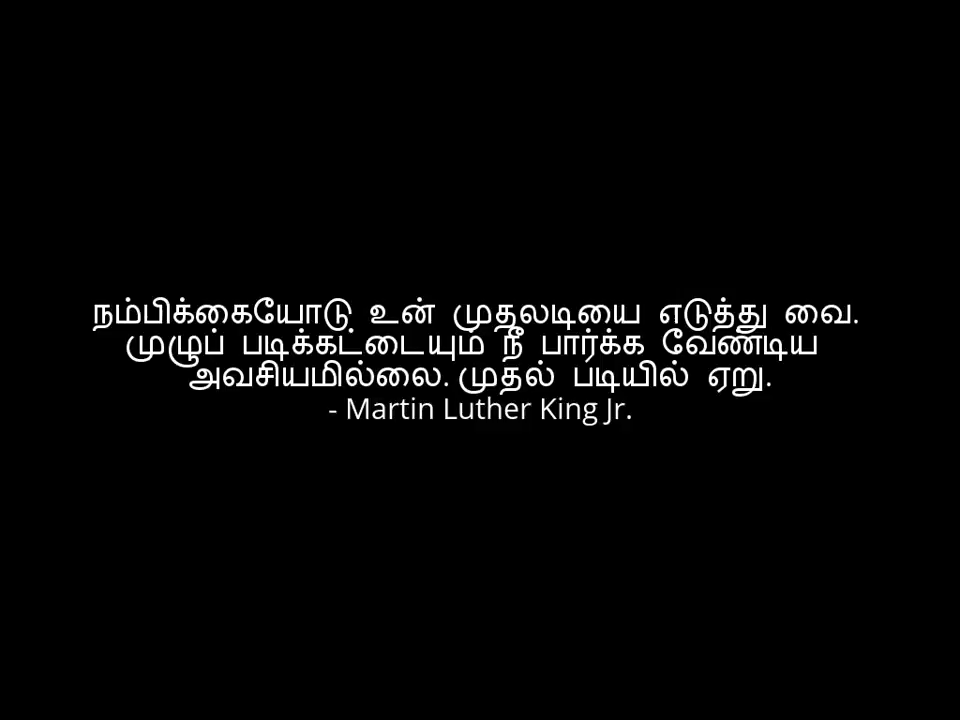 நம்பிக்கையோடு உன் முதலடியை எடுத்து வை.
முழுப் படிக்கட்டையும் நீ பார்க்க வேண்டிய
அவசியமில்லை. முதல் படியில் ஏறு.
- Martin Luther King Jr.